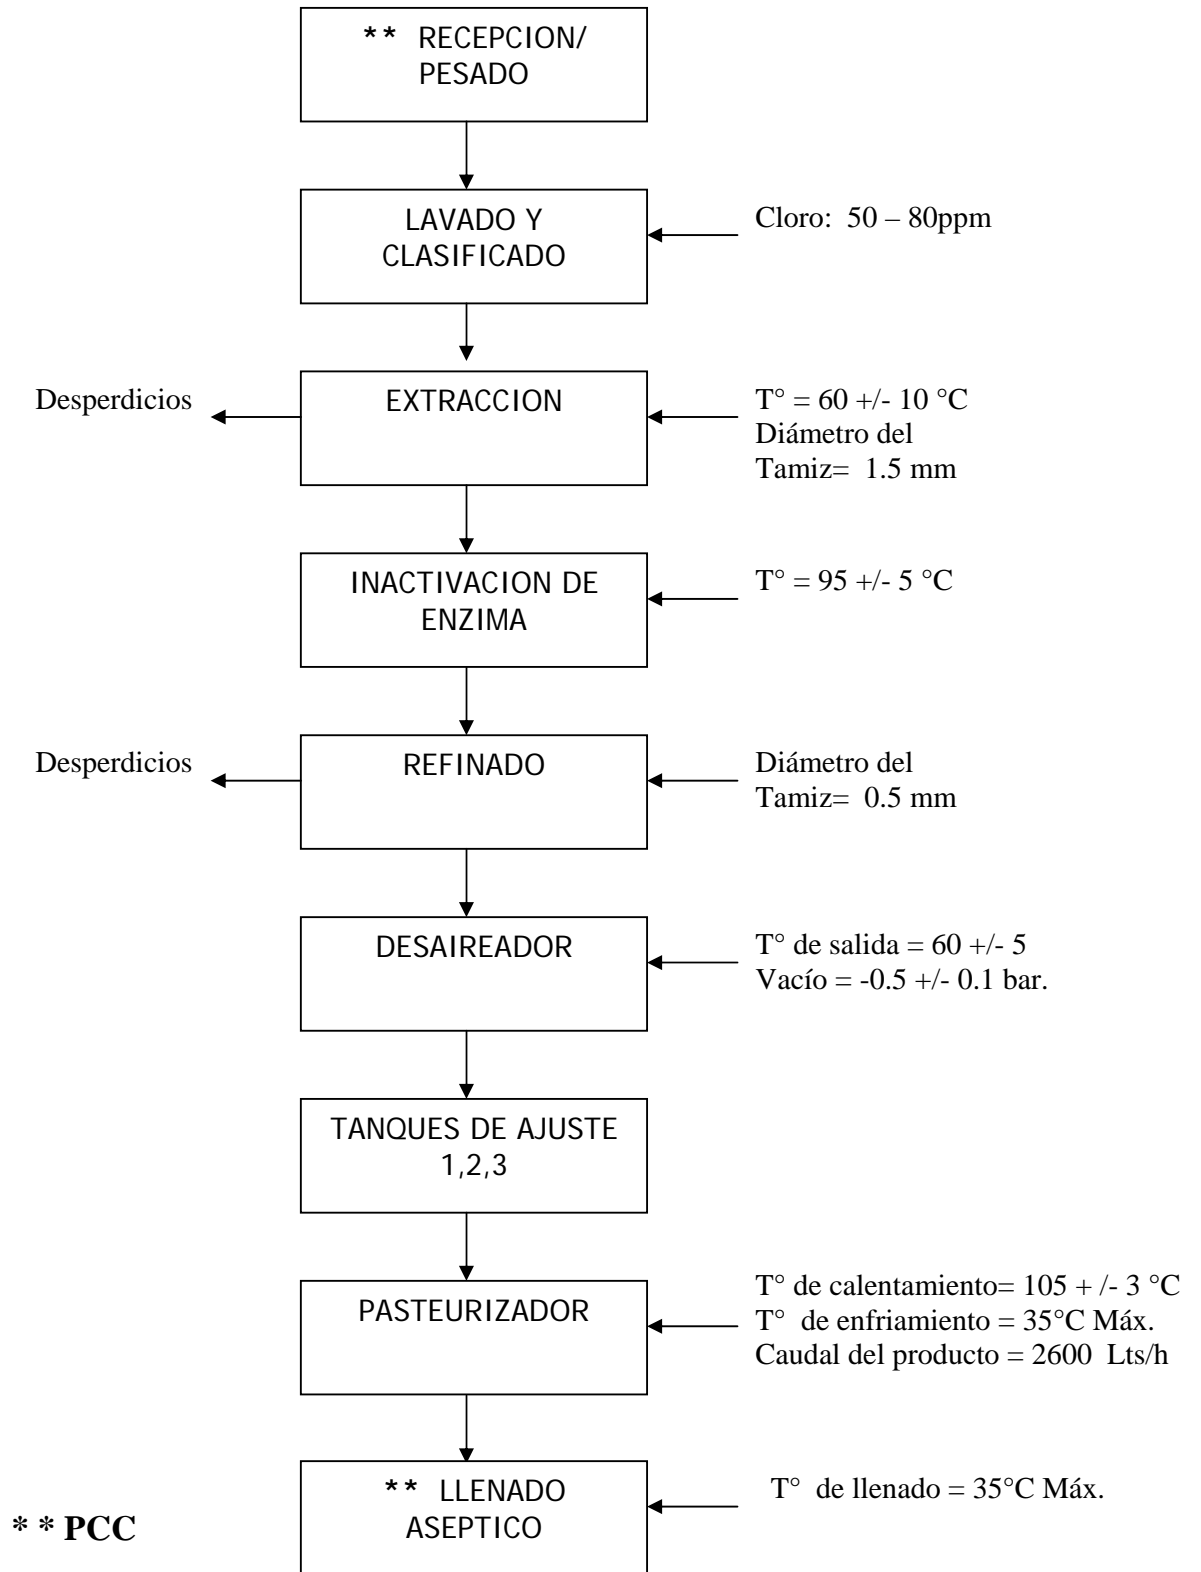 ** RECEPCION/
PESADO
LAVADO Y
CLASIFICADO
Cloro: 50 – 80ppm
Desperdicios
EXTRACCION
T° = 60 +/- 10 °C
Diámetro del
Tamiz= 1.5 mm
INACTIVACION DE
ENZIMA
T° = 95 +/- 5 °C
Desperdicios
REFINADO
Diámetro del
Tamiz= 0.5 mm
DESAIREADOR
T° de salida = 60 +/- 5
Vacío = -0.5 +/- 0.1 bar.
TANQUES DE AJUSTE
1,2,3
PASTEURIZADOR
T° de calentamiento= 105 + /- 3 °C
T° de enfriamiento = 35°C Máx.
Caudal del producto = 2600 Lts/h
** LLENADO
ASEPTICO
T° de llenado = 35°C Máx.
* * PCC